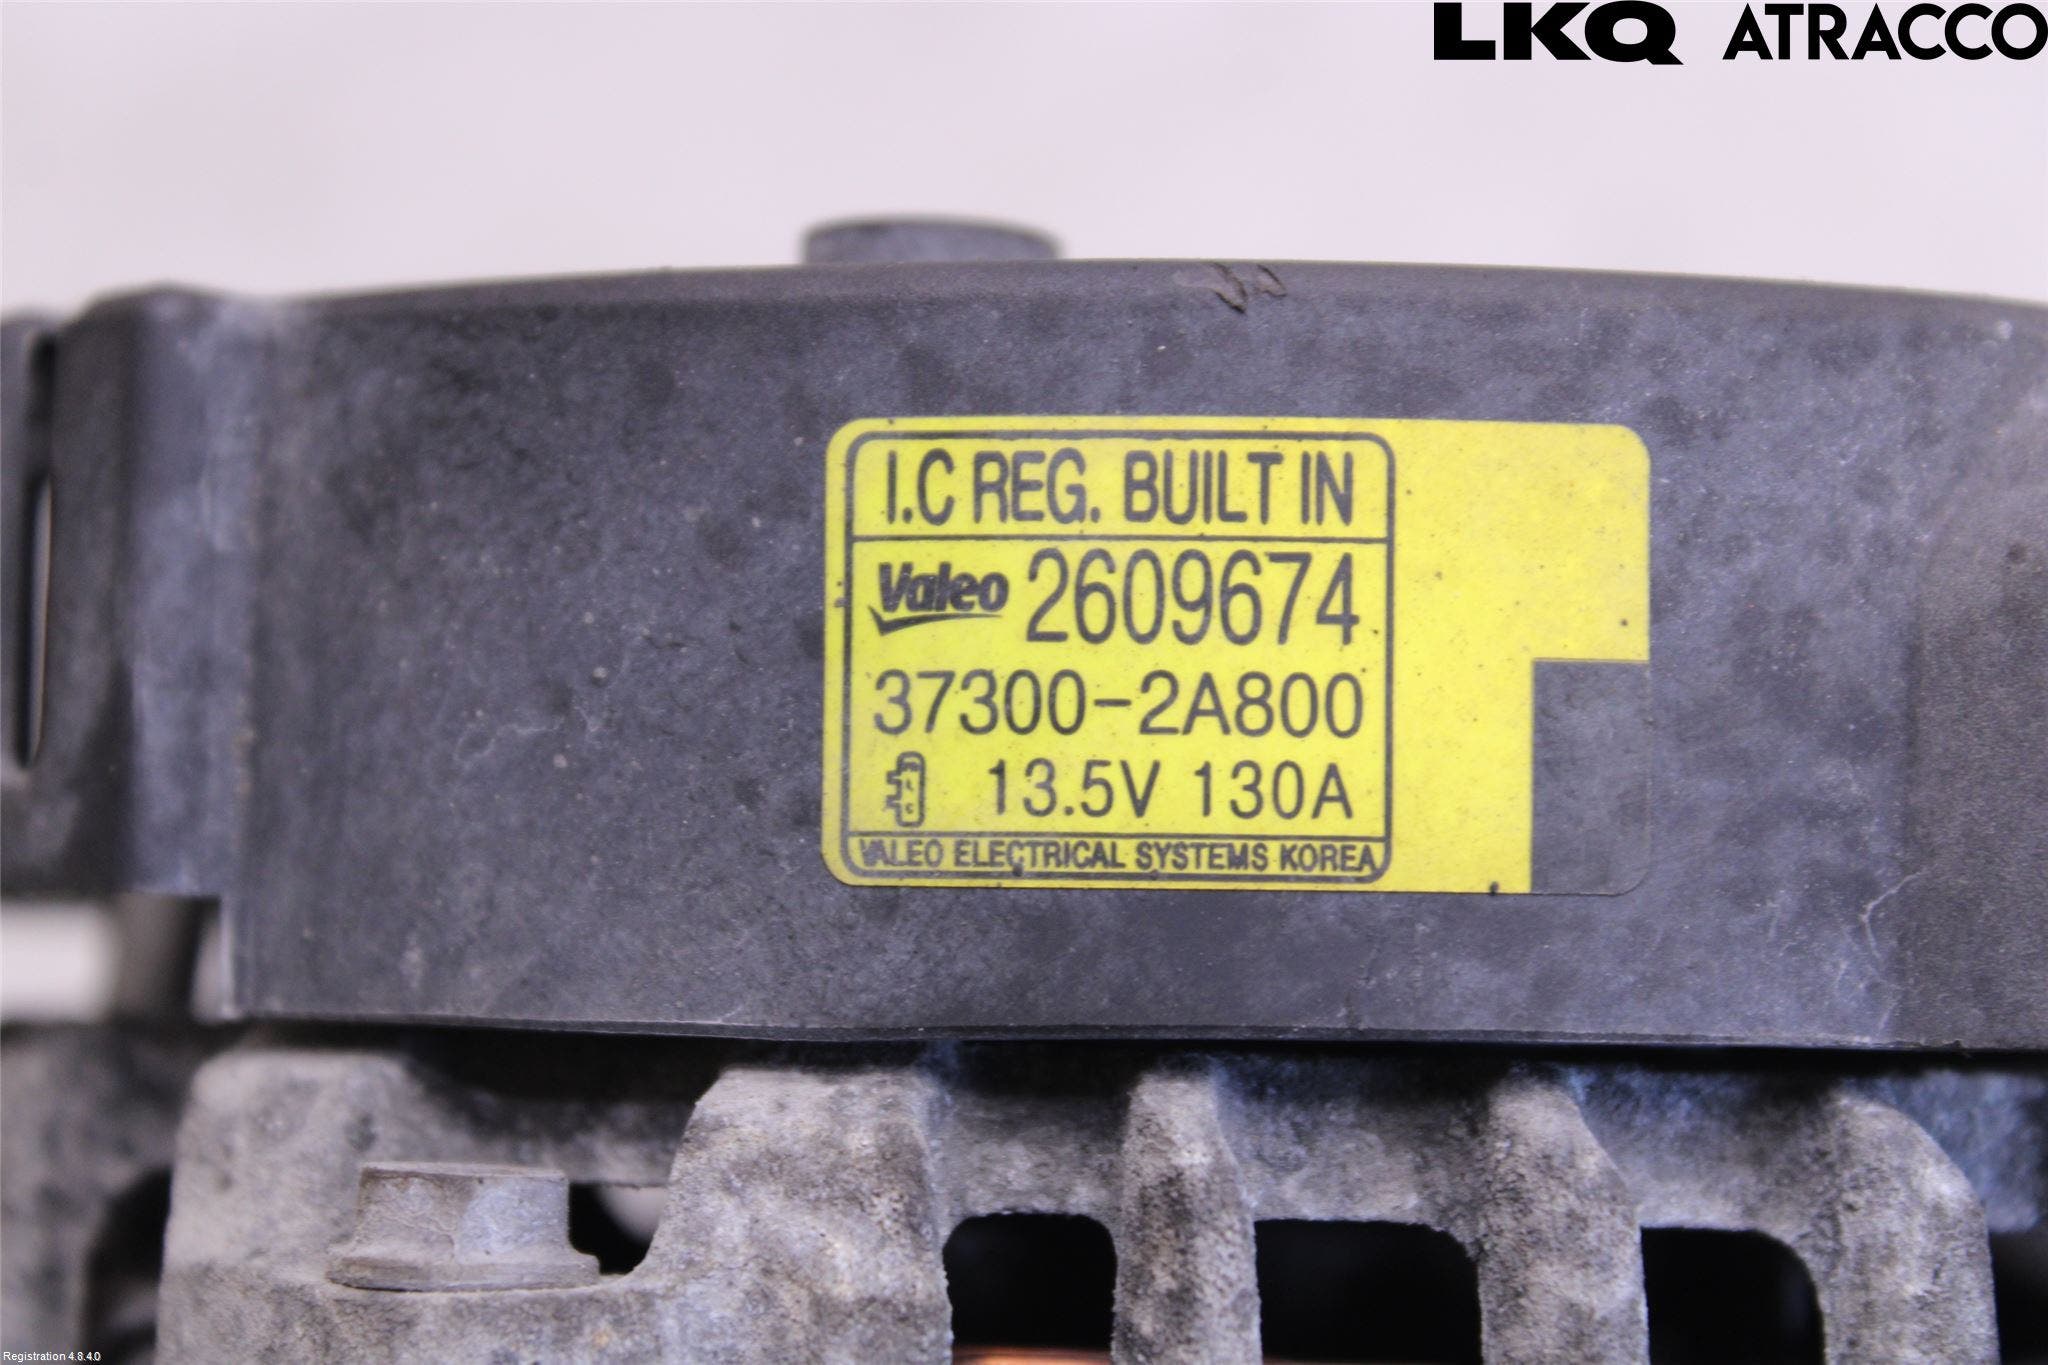 LKQ ATRACCO
I.C REG. BUILT IN
Valeo 2609674
37300-2A800
L
C
13.5V 130A
VALEO ELECTRICAL SYSTEMS KOREA
Registration 4.8.4.0